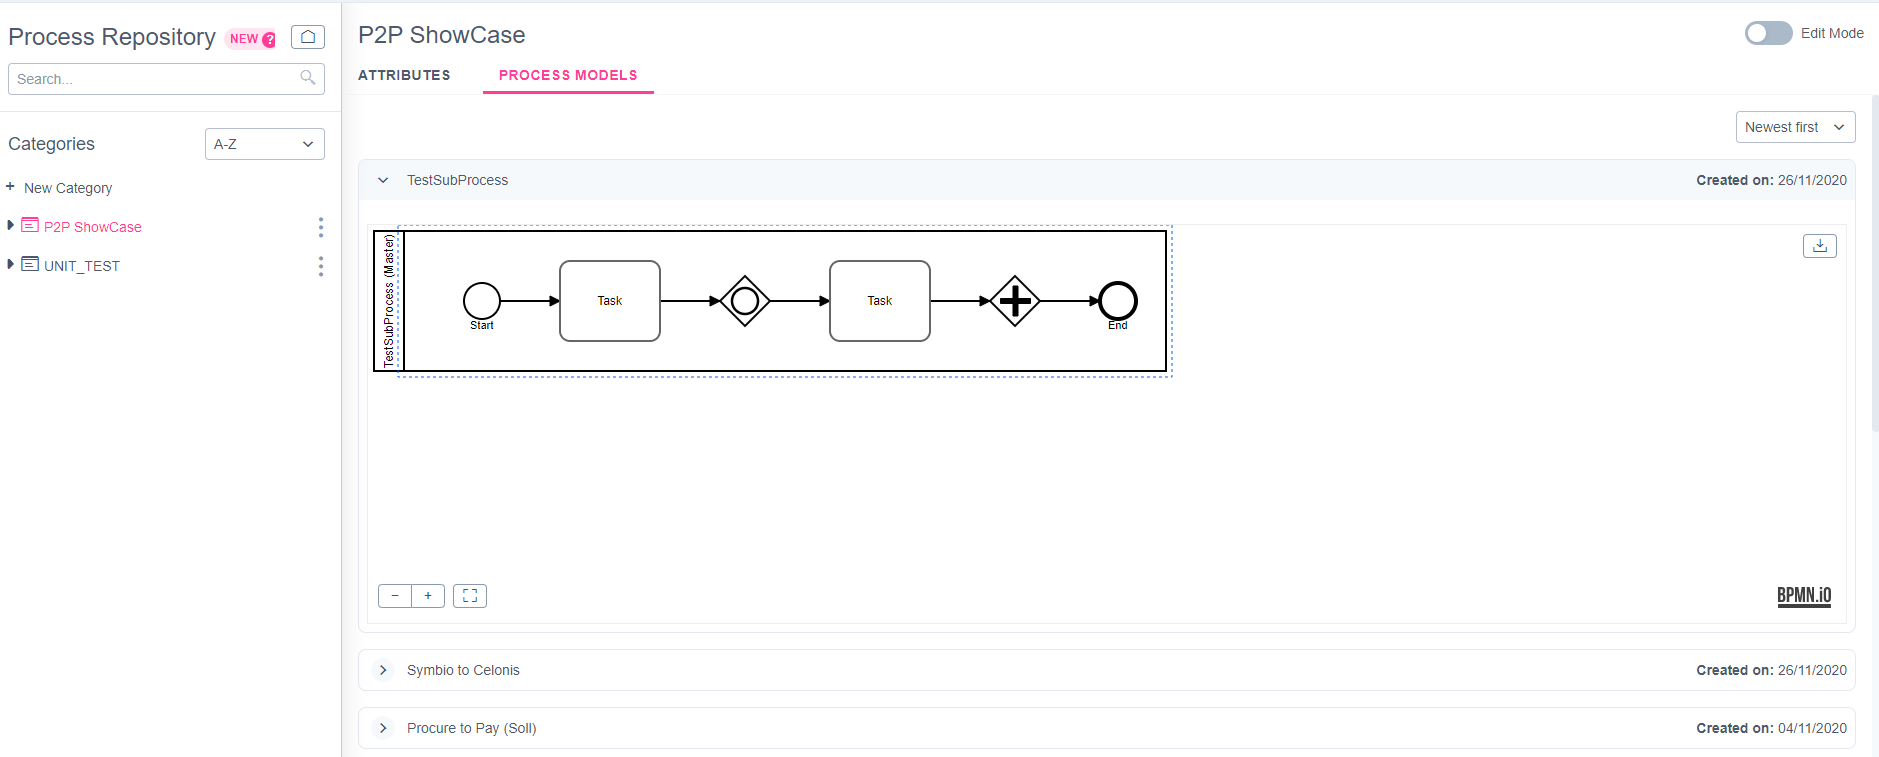 Process Repository NEW ?
Search...
Categories
A-Z
+ New Category
P2P ShowCase
UNIT_TEST
P2P ShowCase
Edit Mode
ATTRIBUTES
PROCESS MODELS
Newest first
TestSubProcess
Created on: 26/11/2020
TestSubProcess (Master)
Start
Task
Task
End
BPMN.iO
Symbio to Celonis
Created on: 26/11/2020
Procure to Pay (Soll)
Created on: 04/11/2020